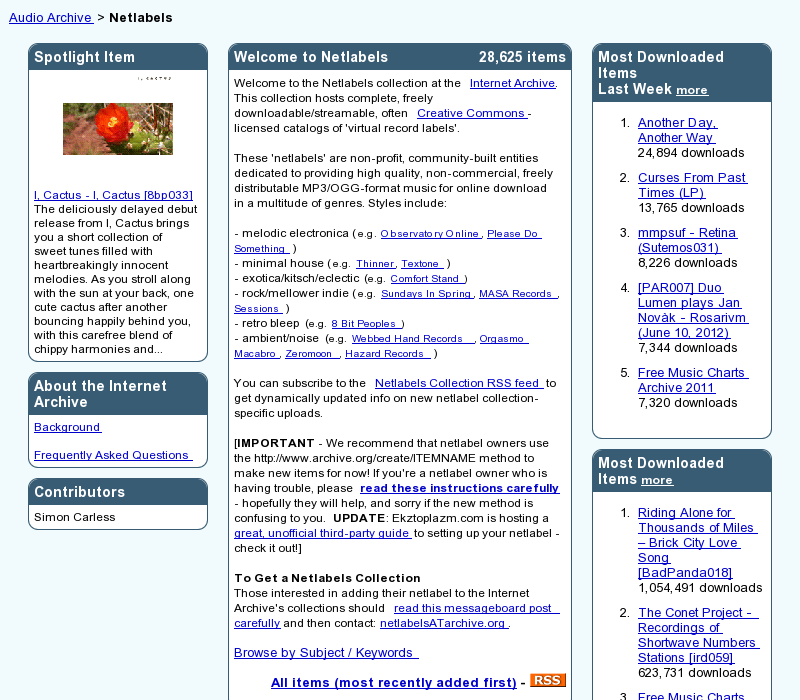 Audio Archive > Netlabels
Spotlight Item
I, CACTUS
I, Cactus - I, Cactus [8bp033]
The deliciously delayed debut
release from I, Cactus brings
you a short collection of
sweet tunes filled with
heartbreakingly innocent
melodies. As you stroll along
with the sun at your back, one
cute cactus after another
bouncing happily behind you,
with this carefree blend of
chippy harmonies and...
About the Internet
Archive
Background
Frequently Asked Questions
Contributors
Simon Carless
Welcome to Netlabels 28,625 items
Welcome to the Netlabels collection at the Internet Archive.
This collection hosts complete, freely
downloadable/streamable, often Creative Commons -
licensed catalogs of 'virtual record labels'.
These 'netlabels' are non-profit, community-built entities
dedicated to providing high quality, non-commercial, freely
distributable MP3/OGG-format music for online download
in a multitude of genres. Styles include:
- melodic electronica (e.g. Observatory Online, Please Do
Something )
- minimal house (e.g. Thinner, Textone )
- exotica/kitsch/eclectic (e.g. Comfort Stand )
- rock/mellower indie (e.g. Sundays In Spring, MASA Records ,
Sessions )
- retro bleep (e.g. 8 Bit Peoples )
- ambient/noise (e.g. Webbed Hand Records , Orgasmo
Macabro , Zeromoon , Hazard Records )
You can subscribe to the Netlabels Collection RSS feed to
get dynamically updated info on new netlabel collection-
specific uploads.
[IMPORTANT - We recommend that netlabel owners use
the http://www.archive.org/create/ITEMNAME method to
make new items for now! If you're a netlabel owner who is
having trouble, please read these instructions carefully
- hopefully they will help, and sorry if the new method is
confusing to you. UPDATE: Ekztoplazm.com is hosting a
great, unofficial third-party guide to setting up your netlabel -
check it out!]
To Get a Netlabels Collection
Those interested in adding their netlabel to the Internet
Archive's collections should read this messageboard post
carefully and then contact: netlabelsATarchive.org .
Browse by Subject / Keywords
All items (most recently added first) - RSS
Most Downloaded
Items
Last Week more
1. Another Day,
Another Way
24,894 downloads
2. Curses From Past
Times (LP)
13,765 downloads
3. mmpsuf - Retina
(Sutemos031)
8,226 downloads
4. [PAR007] Duo
Lumen plays Jan
Novàk - Rosarivm
(June 10, 2012)
7,344 downloads
5. Free Music Charts
Archive 2011
7,320 downloads
Most Downloaded
Items more
1. Riding Alone for
Thousands of Miles
– Brick City Love
Song
[BadPanda018]
1,054,491 downloads
2. The Conet Project -
Recordings of
Shortwave Numbers
Stations [ird059]
623,731 downloads
3. Free Music Charts